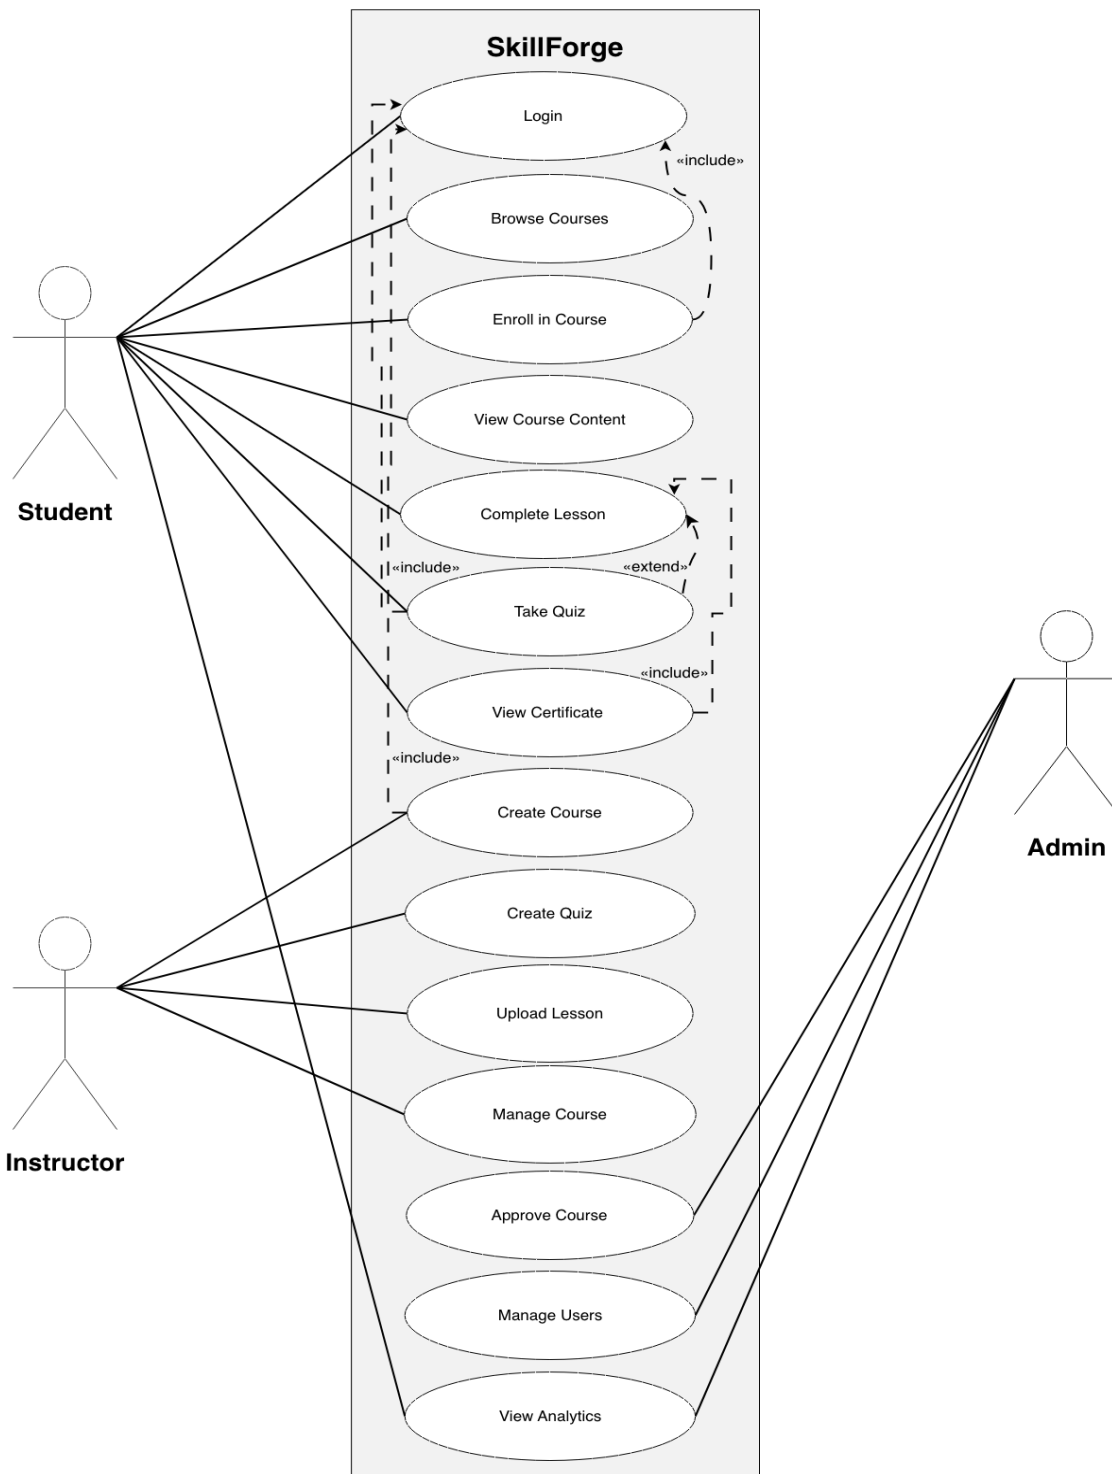 SkillForge
Login
«include»
Browse Courses
Enroll in Course
View Course Content
Student
Complete Lesson
«include»
«extend»
Take Quiz
«include»
View Certificate
«include»
Create Course
Admin
Create Quiz
Upload Lesson
Manage Course
Instructor
Approve Course
Manage Users
View Analytics